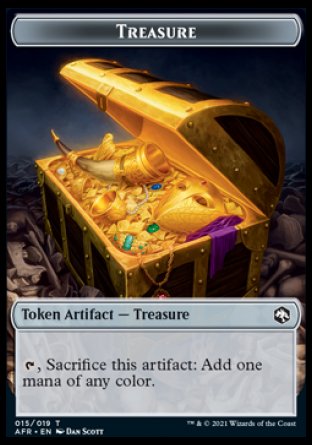 TREASURE
Token Artifact — Treasure
, Sacrifice this artifact: Add one
mana of any color.
015/019 T
AFR • EN DAN SCOTT
™ & © 2021 Wizards of the Coast